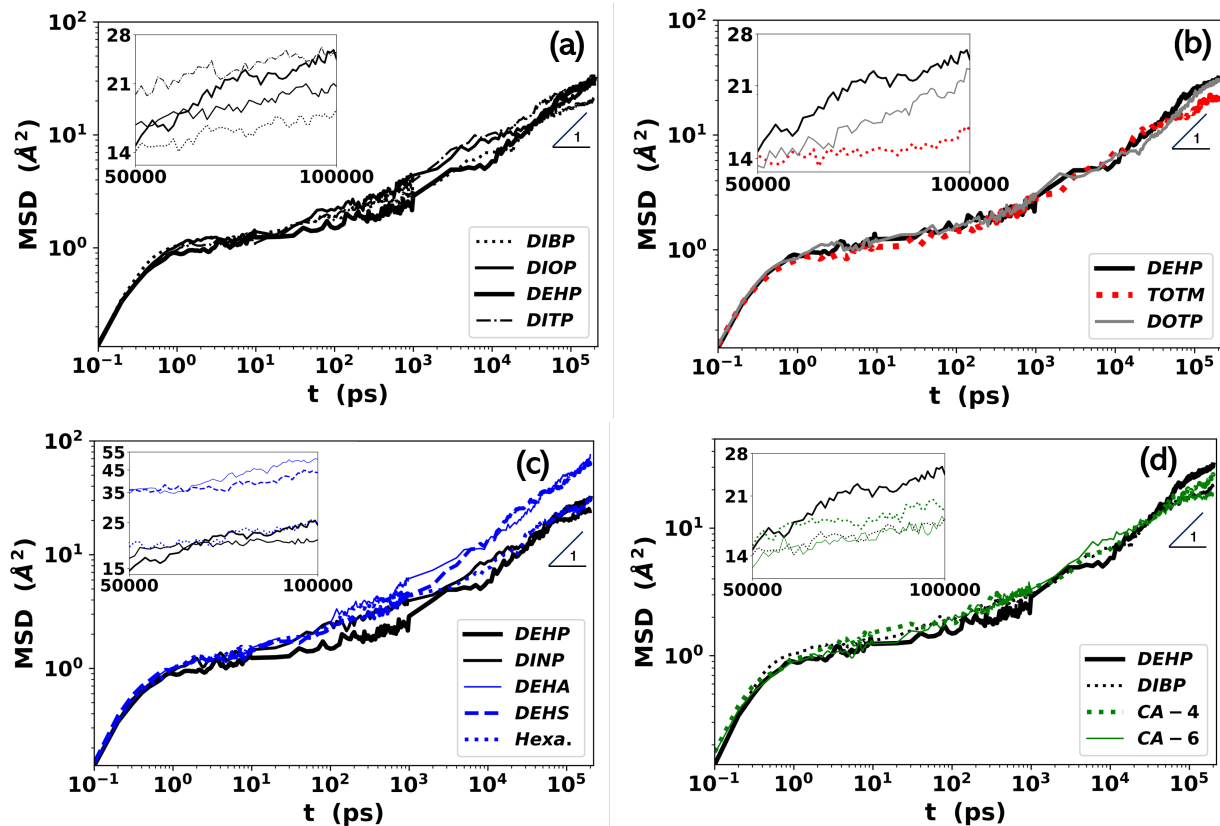 (a)
10²
10¹
10⁰
MSD (Å²)
28
21
14
50000 100000
1
DIBP
DIOP
DEHP
DITP
10⁻¹ 10⁰ 10¹ 10² 10³ 10⁴ 10⁵
t (ps)
(b)
10²
10¹
10⁰
MSD (Å²)
28
21
14
50000 100000
1
DEHP
TOTM
DOTP
10⁻¹ 10⁰ 10¹ 10² 10³ 10⁴ 10⁵
t (ps)
(c)
10²
10¹
10⁰
MSD (Å²)
55
45
35
25
15
50000 100000
1
DEHP
DINP
DEHA
DEHS
Hexa.
10⁻¹ 10⁰ 10¹ 10² 10³ 10⁴ 10⁵
t (ps)
(d)
10²
10¹
10⁰
MSD (Å²)
28
21
14
50000 100000
1
DEHP
DIBP
CA − 4
CA − 6
10⁻¹ 10⁰ 10¹ 10² 10³ 10⁴ 10⁵
t (ps)